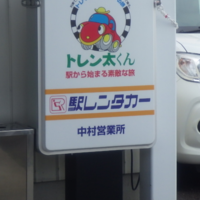 トレン太くん
駅から始まる素敵な旅
駅レンタカー
中村営業所